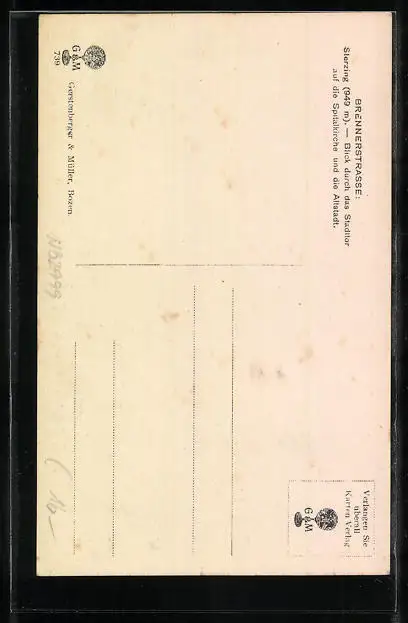 BRENNERSTRASSE:
Sterzing (949 m). — Blick durch das Stadttor
auf die Spitalkirche und die Altstadt.
G&M
739
Gerstenberger & Müller, Bozen
Verlangen Sie
überall
Karten Verlag
G&M